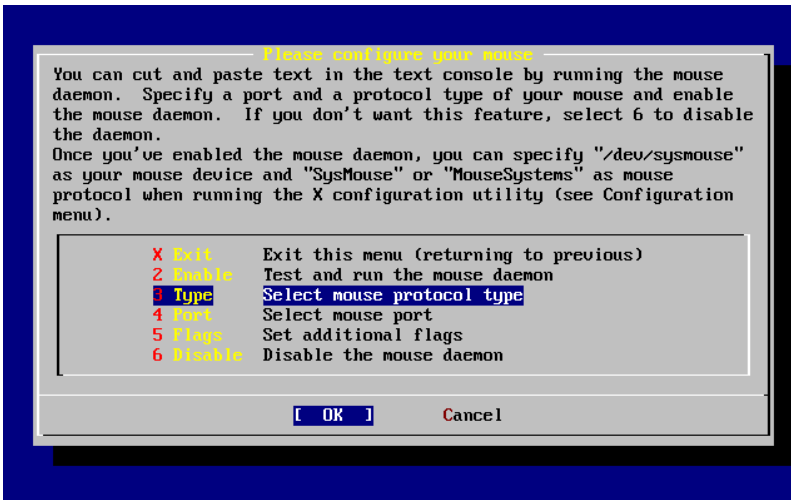 Please configure your mouse
You can cut and paste text in the text console by running the mouse
daemon.  Specify a port and a protocol type of your mouse and enable
the mouse daemon.  If you don't want this feature, select 6 to disable
the daemon.
Once you've enabled the mouse daemon, you can specify "/dev/sysmouse"
as your mouse device and "SysMouse" or "MouseSystems" as mouse
protocol when running the X configuration utility (see Configuration
menu).
X Exit Exit this menu (returning to previous)
2 Enable Test and run the mouse daemon
3 Type Select mouse protocol type
4 Port Select mouse port
5 Flags Set additional flags
6 Disable Disable the mouse daemon
[ OK ] Cancel